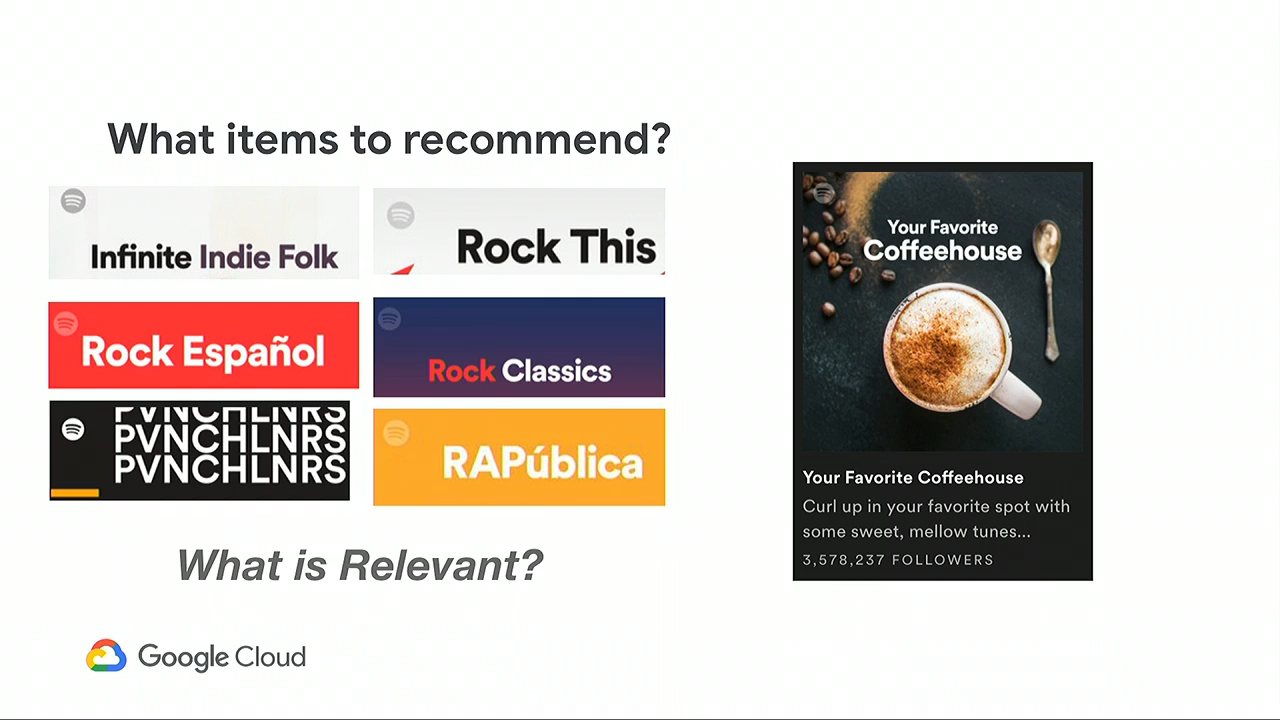 What items to recommend?
Infinite Indie Folk
Rock This
Rock Español
Rock Classics
PVNCHLNRS
PVNCHLNRS
PVNCHLNRS
RAPública
What is Relevant?
Google Cloud
Your Favorite
Coffeehouse
Your Favorite Coffeehouse
Curl up in your favorite spot with
some sweet, mellow tunes...
3,578,237 FOLLOWERS